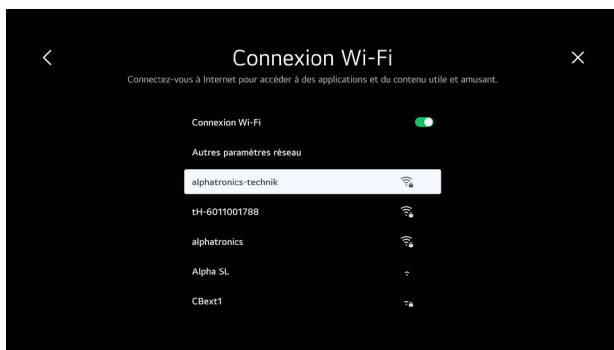 Connexion Wi-Fi
Connectez-vous à Internet pour accéder à des applications et du contenu utile et amusant.
Connexion Wi-Fi
Autres paramètres réseau
alphatronics-technik
tH-6011001788
alphatronics
Alpha SL
CBext1